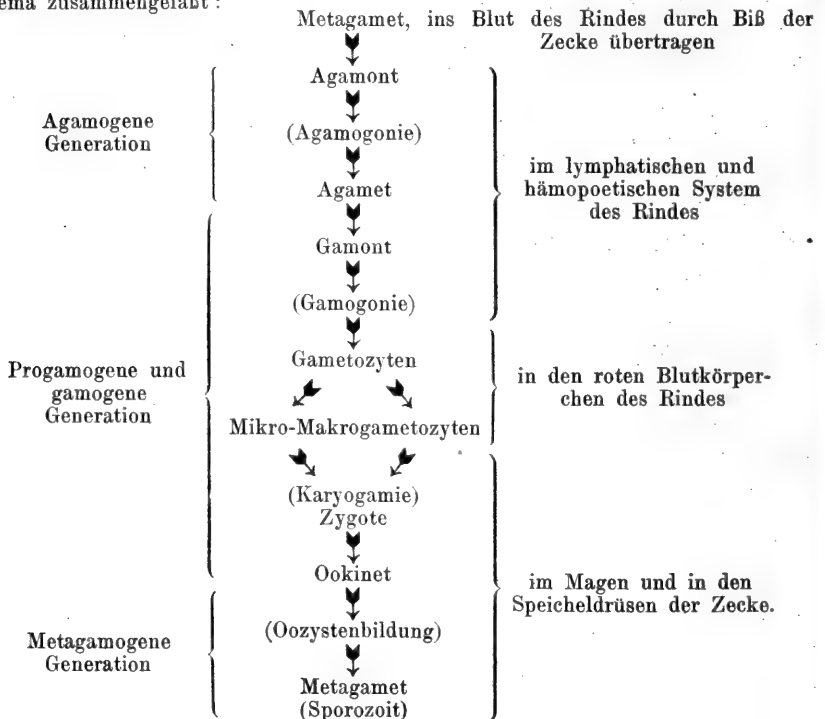 zusammengefaßt:
Metagamet, ins Blut des Rindes durch Biß der
Zecke übertragen
Agamont
Agamogene
Generation
(Agamogonie)
im lymphatischen und
hämopoetischen System
des Rindes
Agamet
Gamont
(Gamogonie)
Gametozyten
Progamogene und
gamogene
Generation
in den roten Blutkörper-
chen des Rindes
Mikro-Makrogametozyten
(Karyogamie)
Zygote
Ookinet
im Magen und in den
Speicheldrüsen der Zecke.
(Oozystenbildung)
Metagamogene
Generation
Metagamet
(Sporozoit)